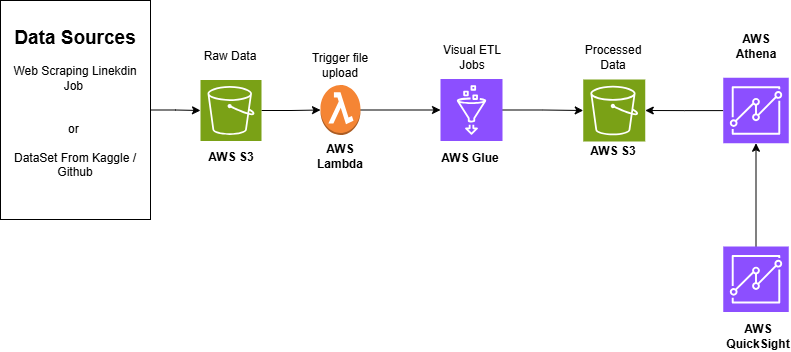 Data Sources
Web Scraping Linekdin
Job
or
DataSet From Kaggle /
Github
Raw Data
AWS S3
Trigger file
upload
AWS
Lambda
Visual ETL
Jobs
AWS Glue
Processed
Data
AWS S3
AWS
Athena
AWS
QuickSight